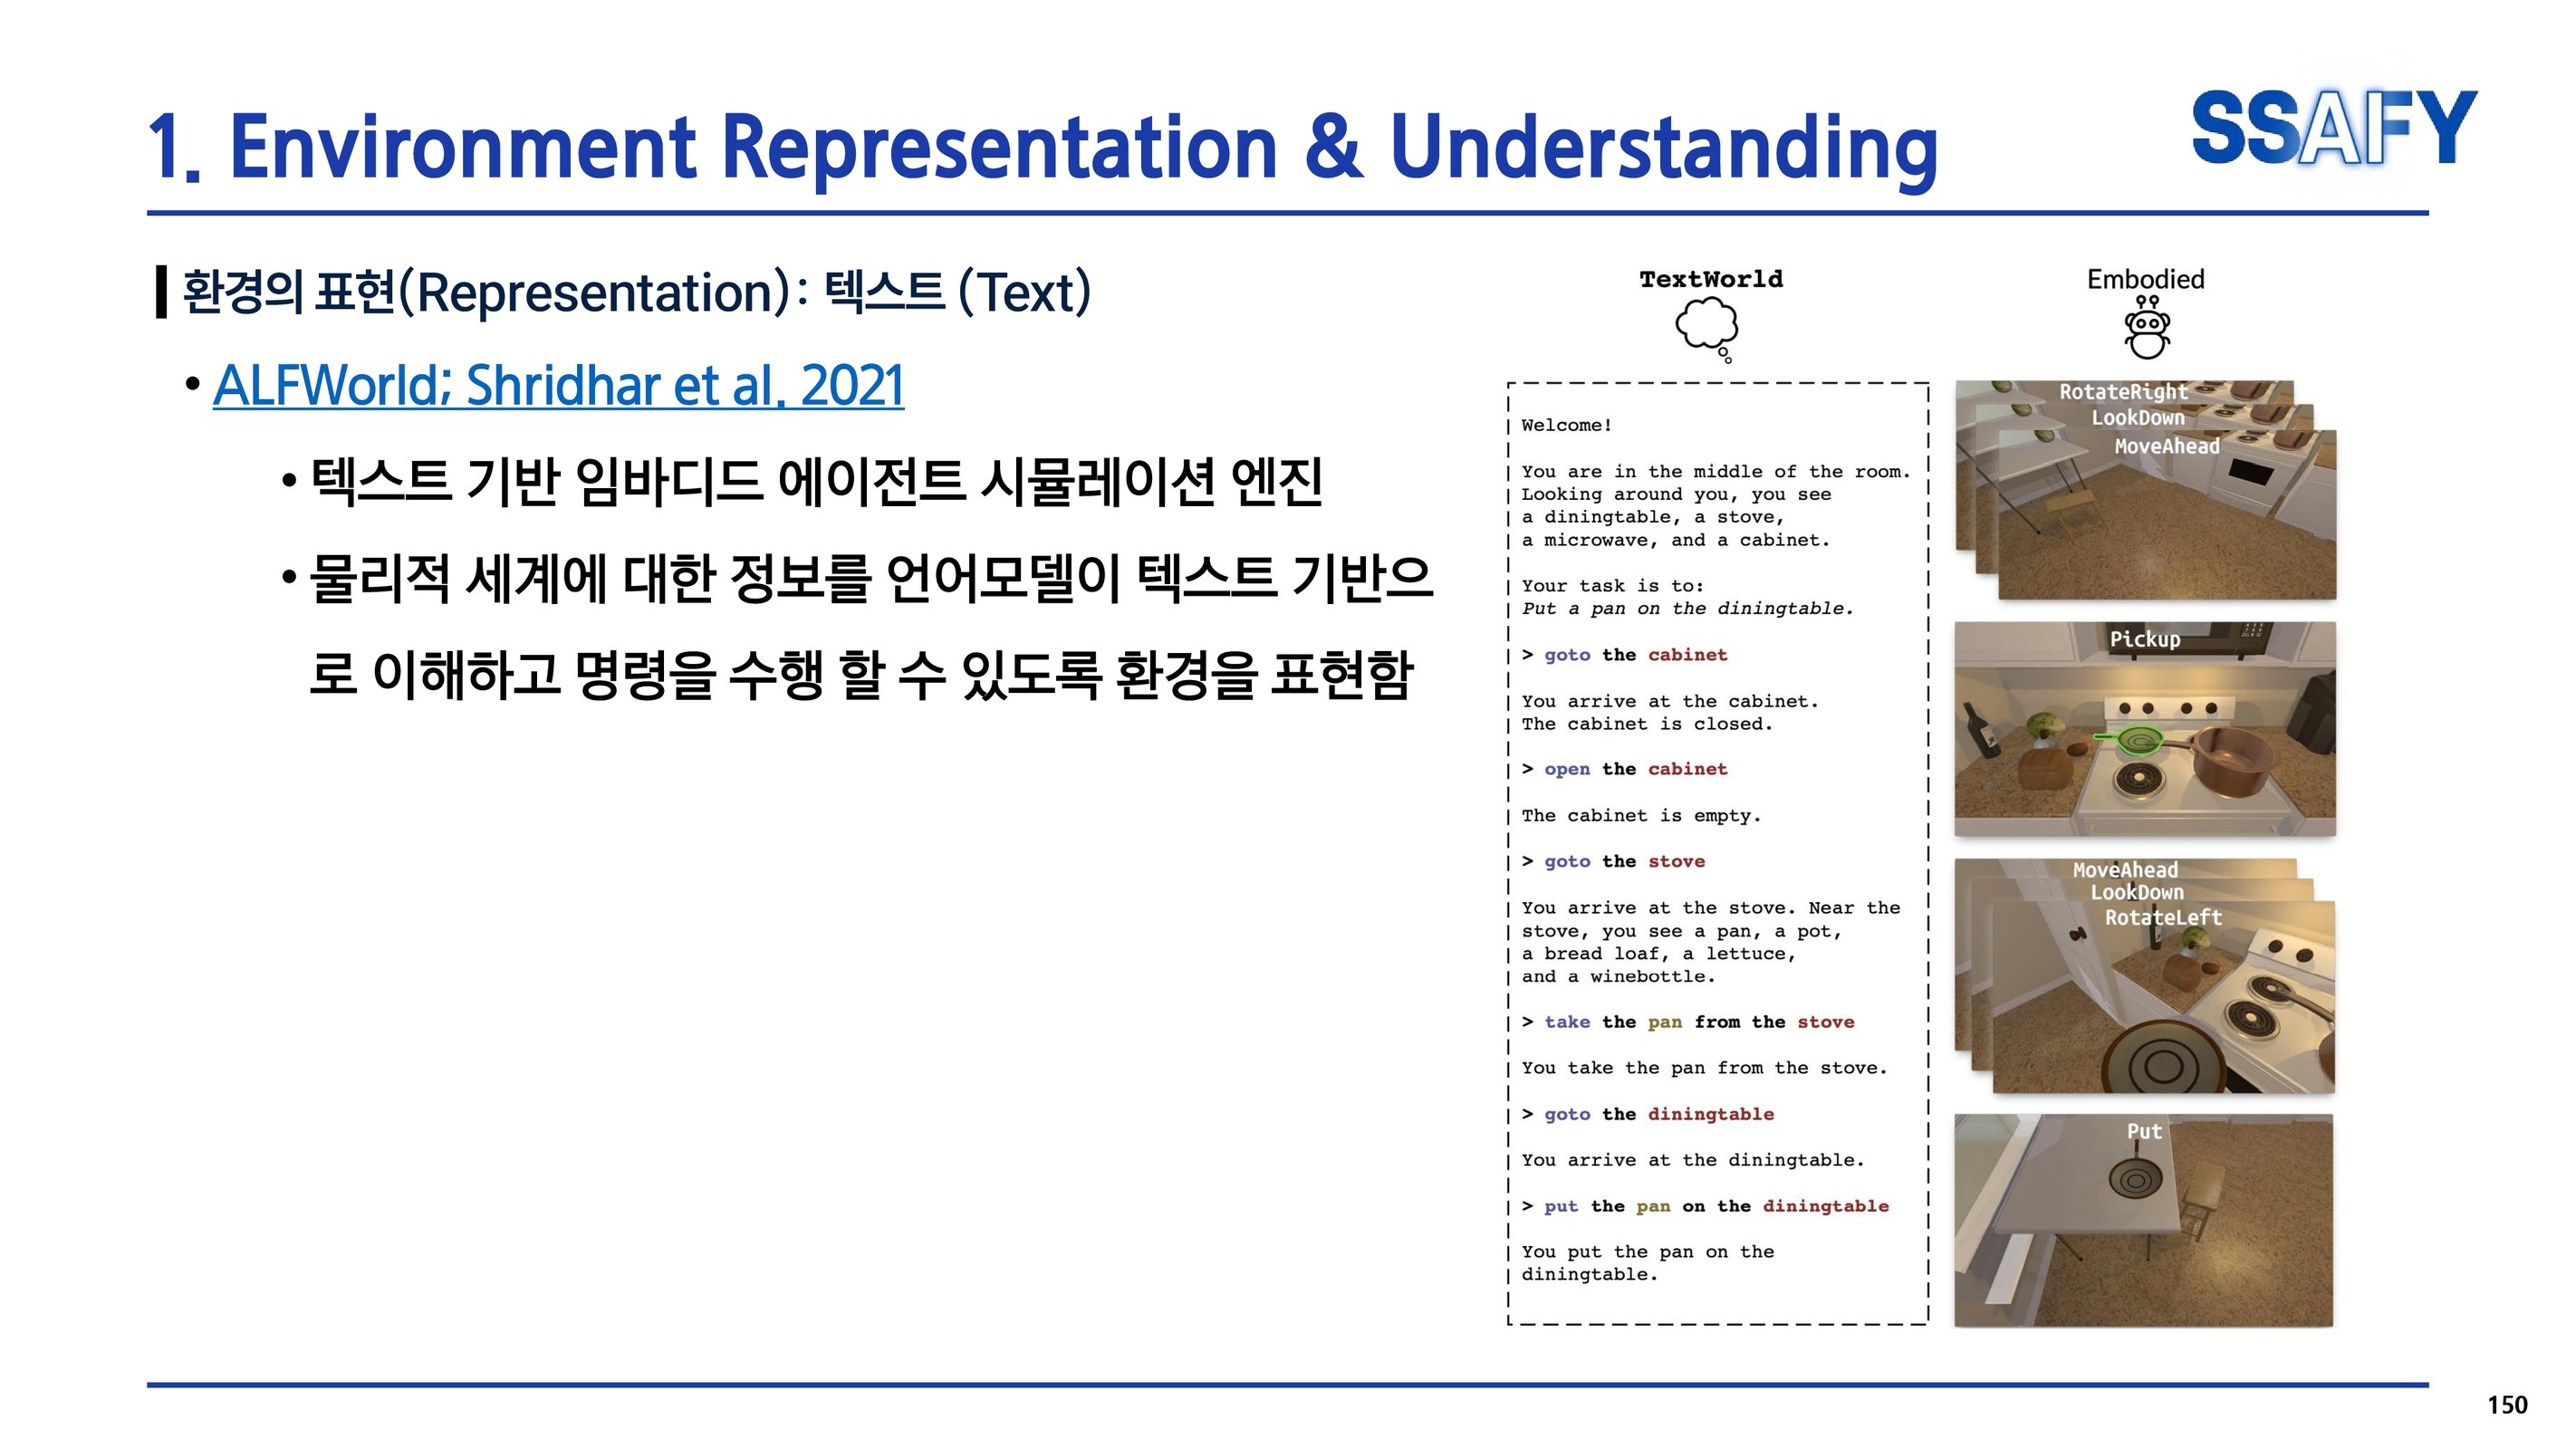 1. Environment Representation & Understanding
SSAFY
환경의 표현(Representation): 텍스트 (Text)
• ALFWorld; Shridhar et al. 2021
• 텍스트 기반 임바디드 에이전트 시뮬레이션 엔진
• 물리적 세계에 대한 정보를 언어모델이 텍스트 기반으
로 이해하고 명령을 수행 할 수 있도록 환경을 표현함
TextWorld
Welcome!
You are in the middle of the room.
Looking around you, you see
a diningtable, a stove,
a microwave, and a cabinet.
Your task is to:
Put a pan on the diningtable.
> goto the cabinet
You arrive at the cabinet.
The cabinet is closed.
> open the cabinet
The cabinet is empty.
> goto the stove
You arrive at the stove. Near the
stove, you see a pan, a pot,
a bread loaf, a lettuce,
and a winebottle.
> take the pan from the stove
You take the pan from the stove.
> goto the diningtable
You arrive at the diningtable.
> put the pan on the diningtable
You put the pan on the
diningtable.
Embodied
RotateRight
LookDown
MoveAhead
Pickup
MoveAhead
LookDown
RotateLeft
Put
150